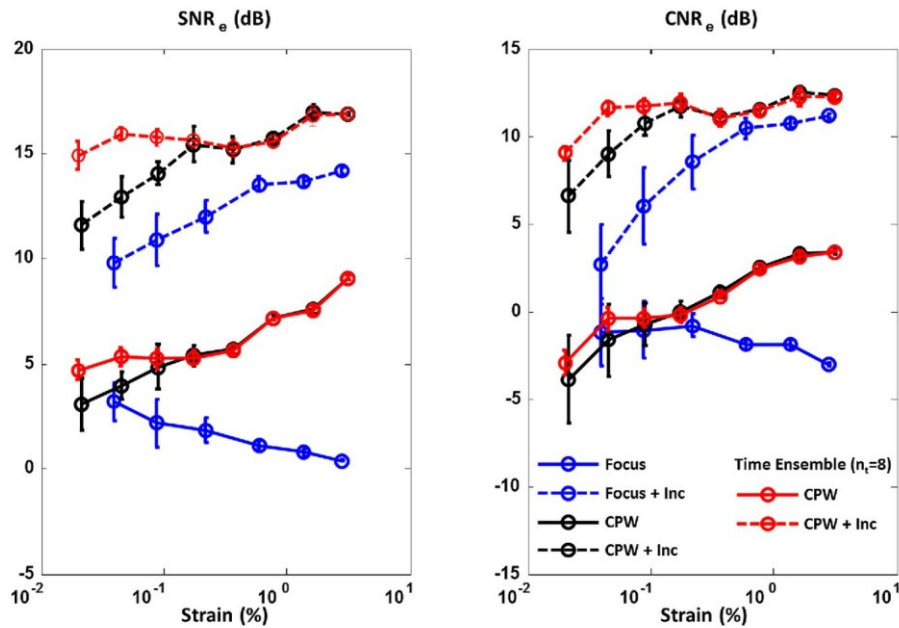 SNR e (dB)
20
15
10
5
0
-5
10-2
10-1
100
101
Strain (%)
CNR e (dB)
15
10
5
0
-5
-10
-15
10-2
10-1
100
101
Strain (%)
Focus
Focus + Inc
CPW
CPW + Inc
Time Ensemble (nt=8)
CPW
CPW + Inc